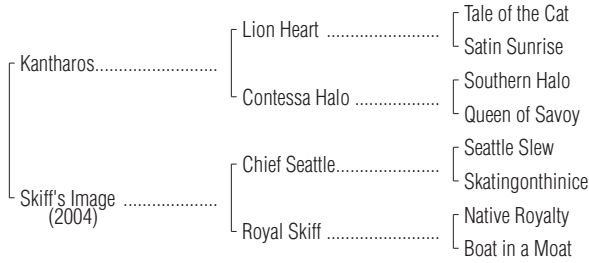 Tale of the Cat
Lion Heart ....................
Satin Sunrise
Kantharos.......................
Southern Halo
Contessa Halo ...............
Queen of Savoy
Seattle Slew
Chief Seattle...................
Skatingonthinice
Skiff's Image .................
(2004)
Native Royalty
Royal Skiff ....................
Boat in a Moat